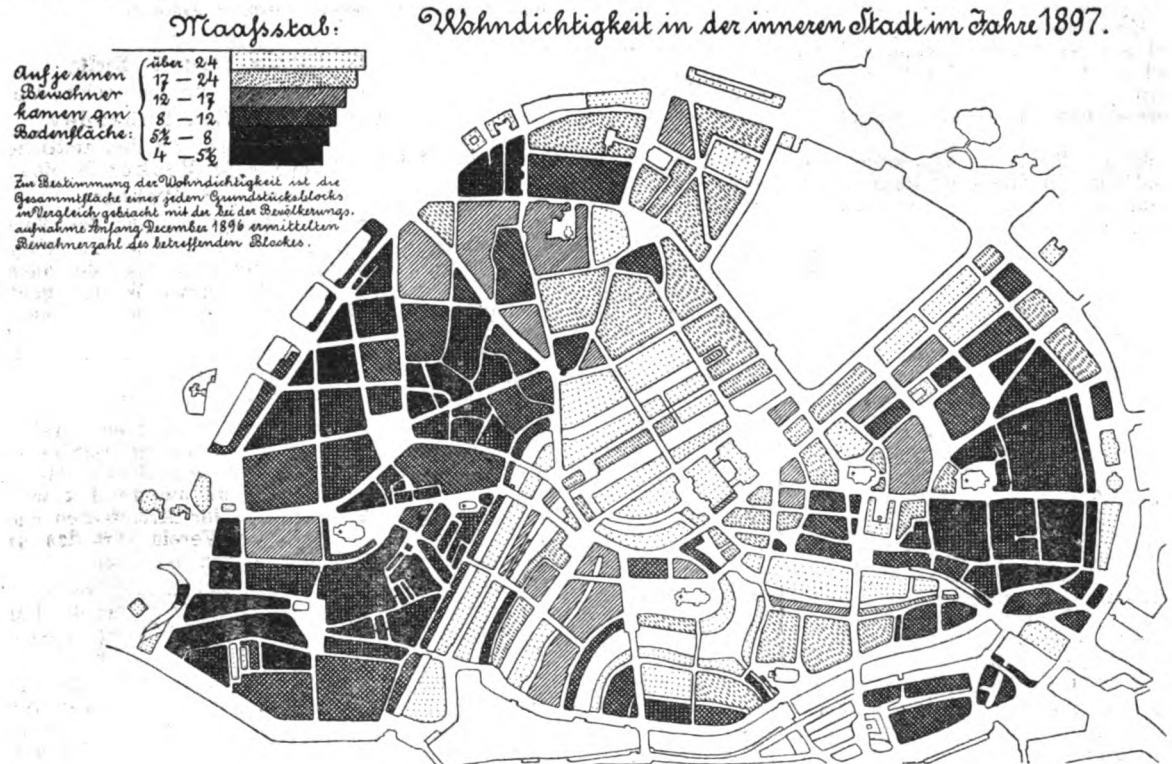 Maaſsstab:
Wohndichtigkeit in der inneren Stadt im Jahre 1897.
Auf je einen Bewohner kamen qm Bodenfläche:
über 24
17 – 24
12 – 17
8 – 12
5½ – 8
4 – 5½
Zur Bestimmung der Wohndichtigkeit ist die
Gesammtfläche eines jeden Grundstücksblocks
in Vergleich gebracht mit der bei der Bevölkerungs-
aufnahme Anfang December 1896 ermittelten
Bewohnerzahl des betreffenden Blockes.